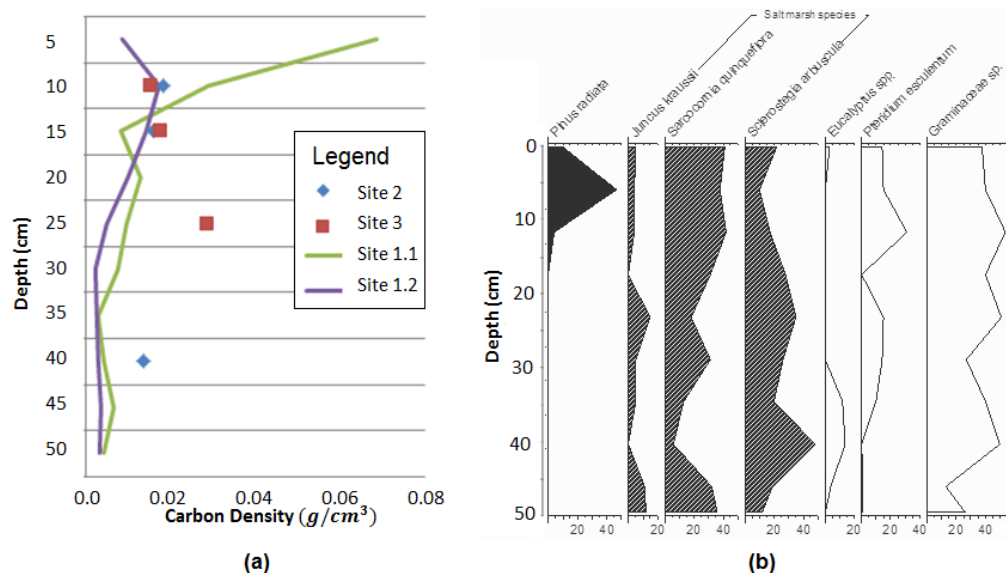 5
10
15
20
25
30
35
40
50
Depth (cm)
0.0 0.02 0.04 0.06 0.08
Carbon Density (g/cm³)
Legend
Site 2
Site 3
Site 1.1
Site 1.2
(a)
Saltmarsh species
Pinus radiata
Juncus kraussii
Sarcocornia quinqueflora
Sclerostegia arbuscula
Eucalyptus spp.
Pteridium esculentum
Graminaceae sp.
0
10
20
30
40
50
Depth (cm)
20 40 20 20 40 20 40 20 20 20 40
(b)